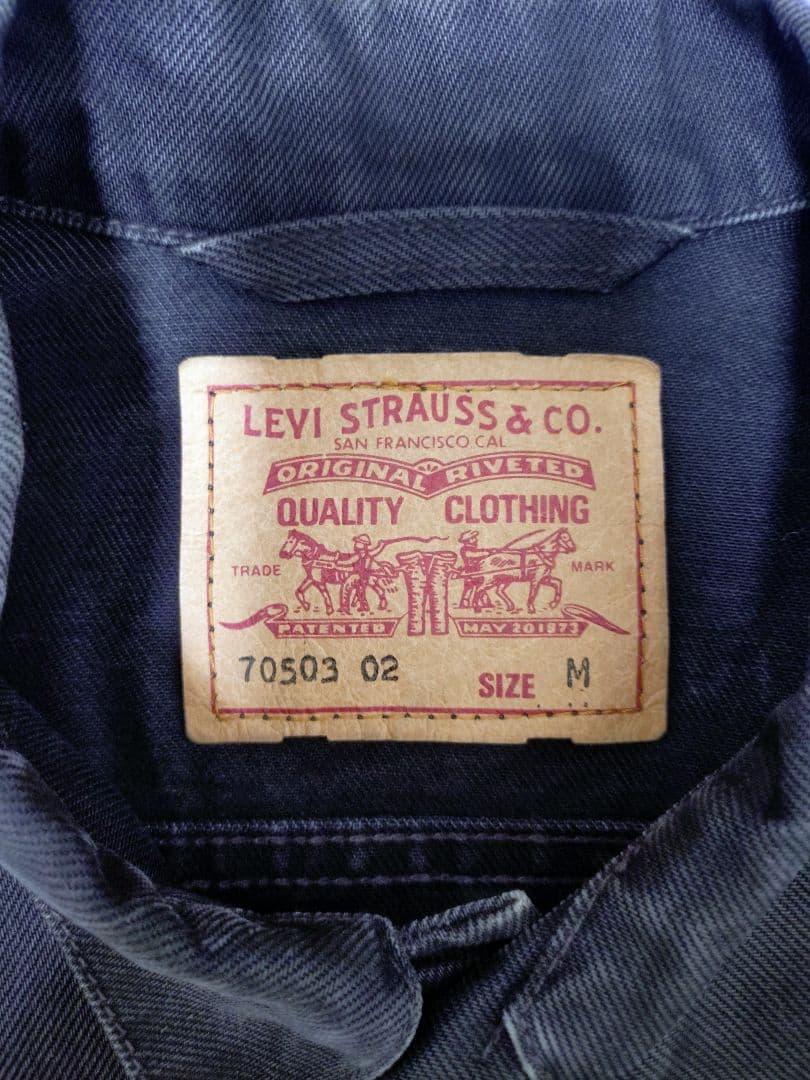 LEVI STRAUSS & CO.
SAN FRANCISCO CAL
ORIGINAL RIVETED
QUALITY CLOTHING
TRADE MARK
PATENTED MAY 20 1873
70503 02 SIZE M